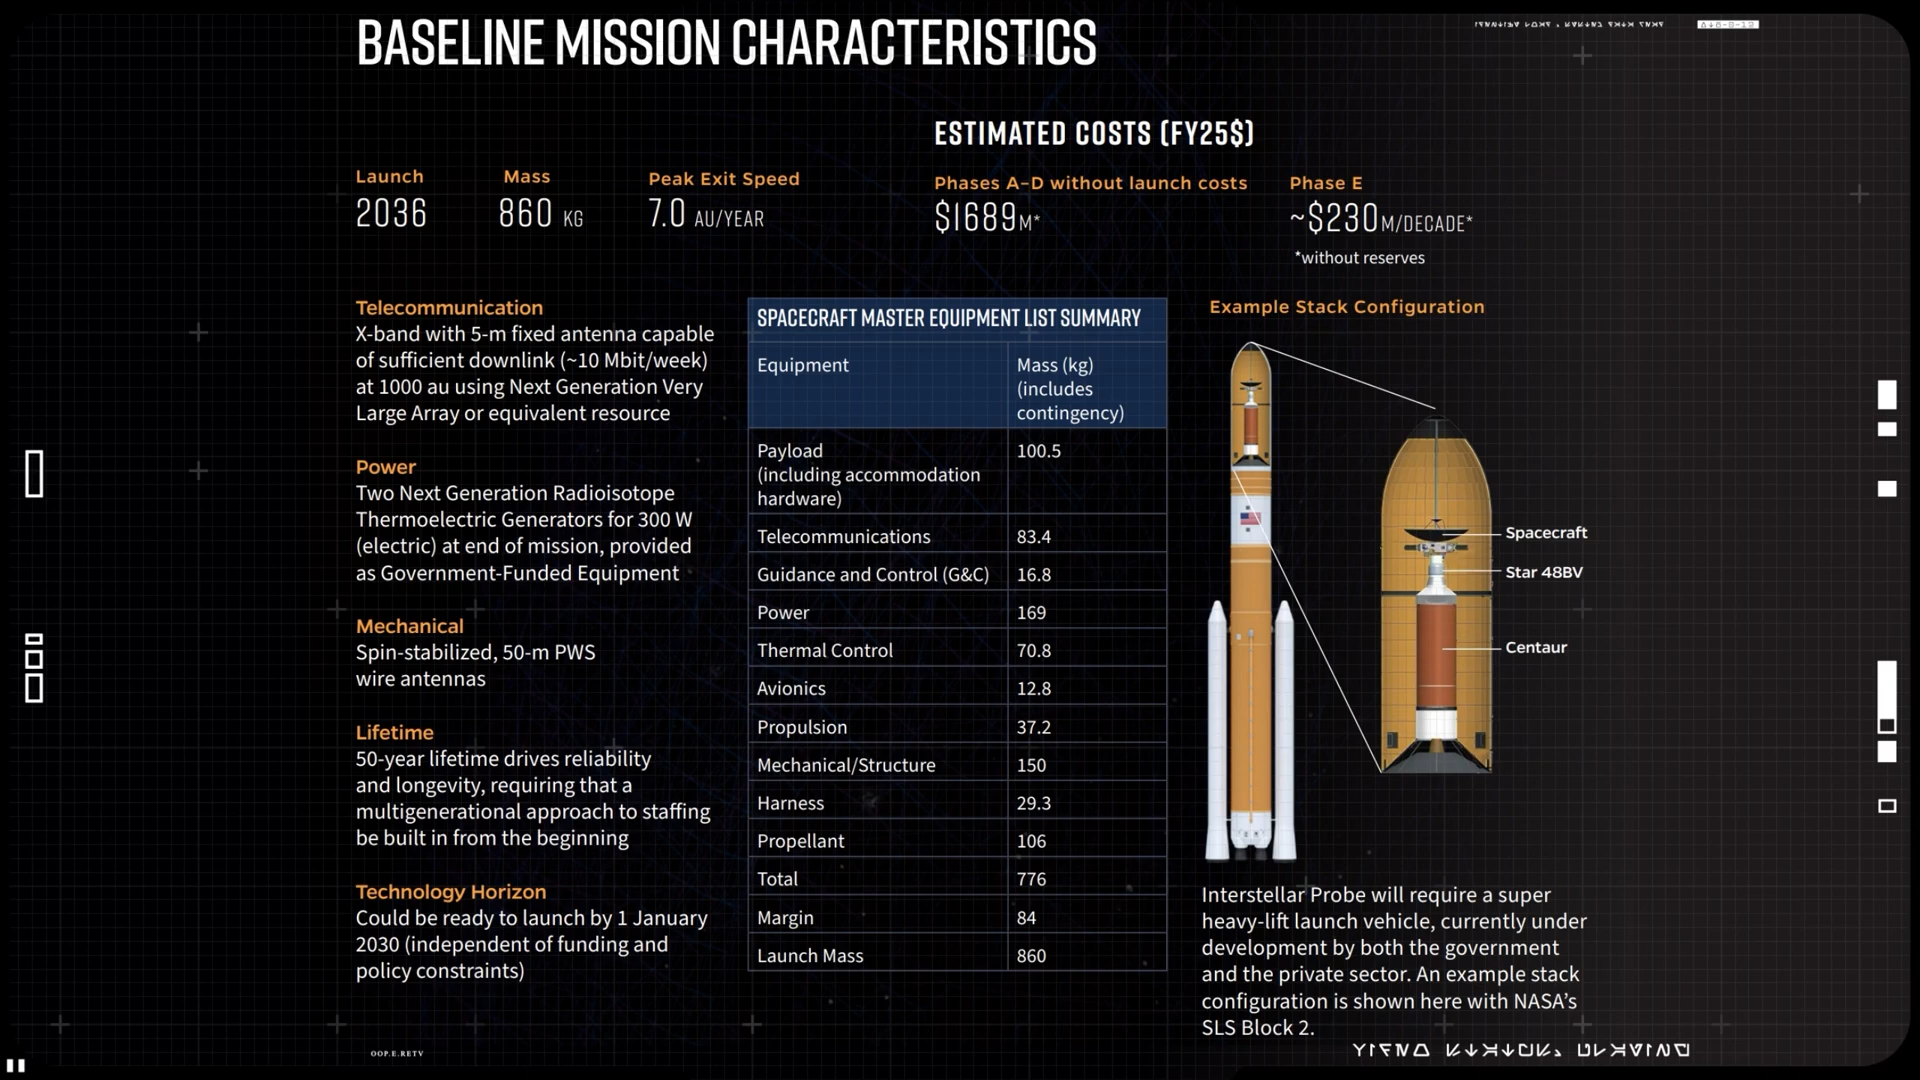 BASELINE MISSION CHARACTERISTICS
ESTIMATED COSTS (FY25$)
Launch
2036
Mass
860 KG
Peak Exit Speed
7.0 AU/YEAR
Phases A–D without launch costs
$1689M*
Phase E
~$230M/DECADE*
*without reserves
Telecommunication
X-band with 5-m fixed antenna capable
of sufficient downlink (~10 Mbit/week)
at 1000 au using Next Generation Very
Large Array or equivalent resource
Power
Two Next Generation Radioisotope
Thermoelectric Generators for 300 W
(electric) at end of mission, provided
as Government-Funded Equipment
Mechanical
Spin-stabilized, 50-m PWS
wire antennas
Lifetime
50-year lifetime drives reliability
and longevity, requiring that a
multigenerational approach to staffing
be built in from the beginning
Technology Horizon
Could be ready to launch by 1 January
2030 (independent of funding and
policy constraints)
SPACECRAFT MASTER EQUIPMENT LIST SUMMARY
Equipment
Mass (kg)
(includes
contingency)
Payload
(including accommodation
hardware)
100.5
Telecommunications 83.4
Guidance and Control (G&C) 16.8
Power 169
Thermal Control 70.8
Avionics 12.8
Propulsion 37.2
Mechanical/Structure 150
Harness 29.3
Propellant 106
Total 776
Margin 84
Launch Mass 860
Example Stack Configuration
Spacecraft
Star 48BV
Centaur
Interstellar Probe will require a super
heavy-lift launch vehicle, currently under
development by both the government
and the private sector. An example stack
configuration is shown here with NASA's
SLS Block 2.
OOP.E.RETV